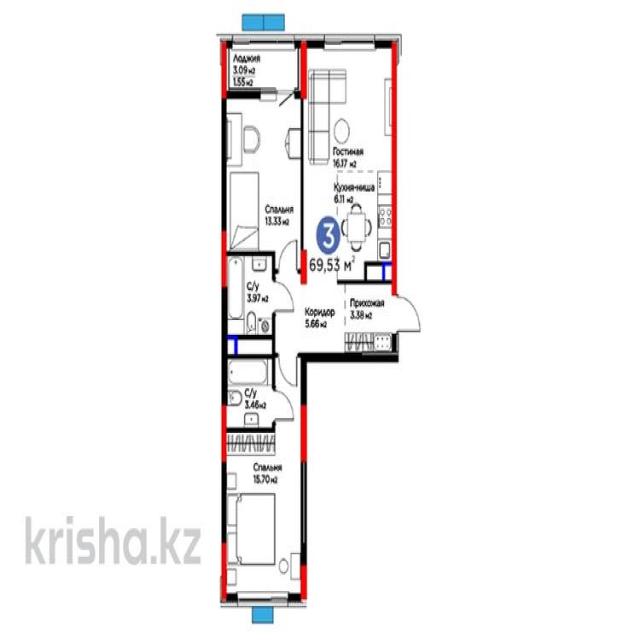 Лоджия
3.09 м2
1.55 м2
Гостиная
16.17 м2
Кухня-ниша
6.11 м2
Спальня
13.33 м2
3
69,53 м2
С/у
3.97 м2
Коридор
5.66 м2
Прихожая
3.38 м2
С/у
3.46 м2
Спальня
15.70 м2
krisha.kz